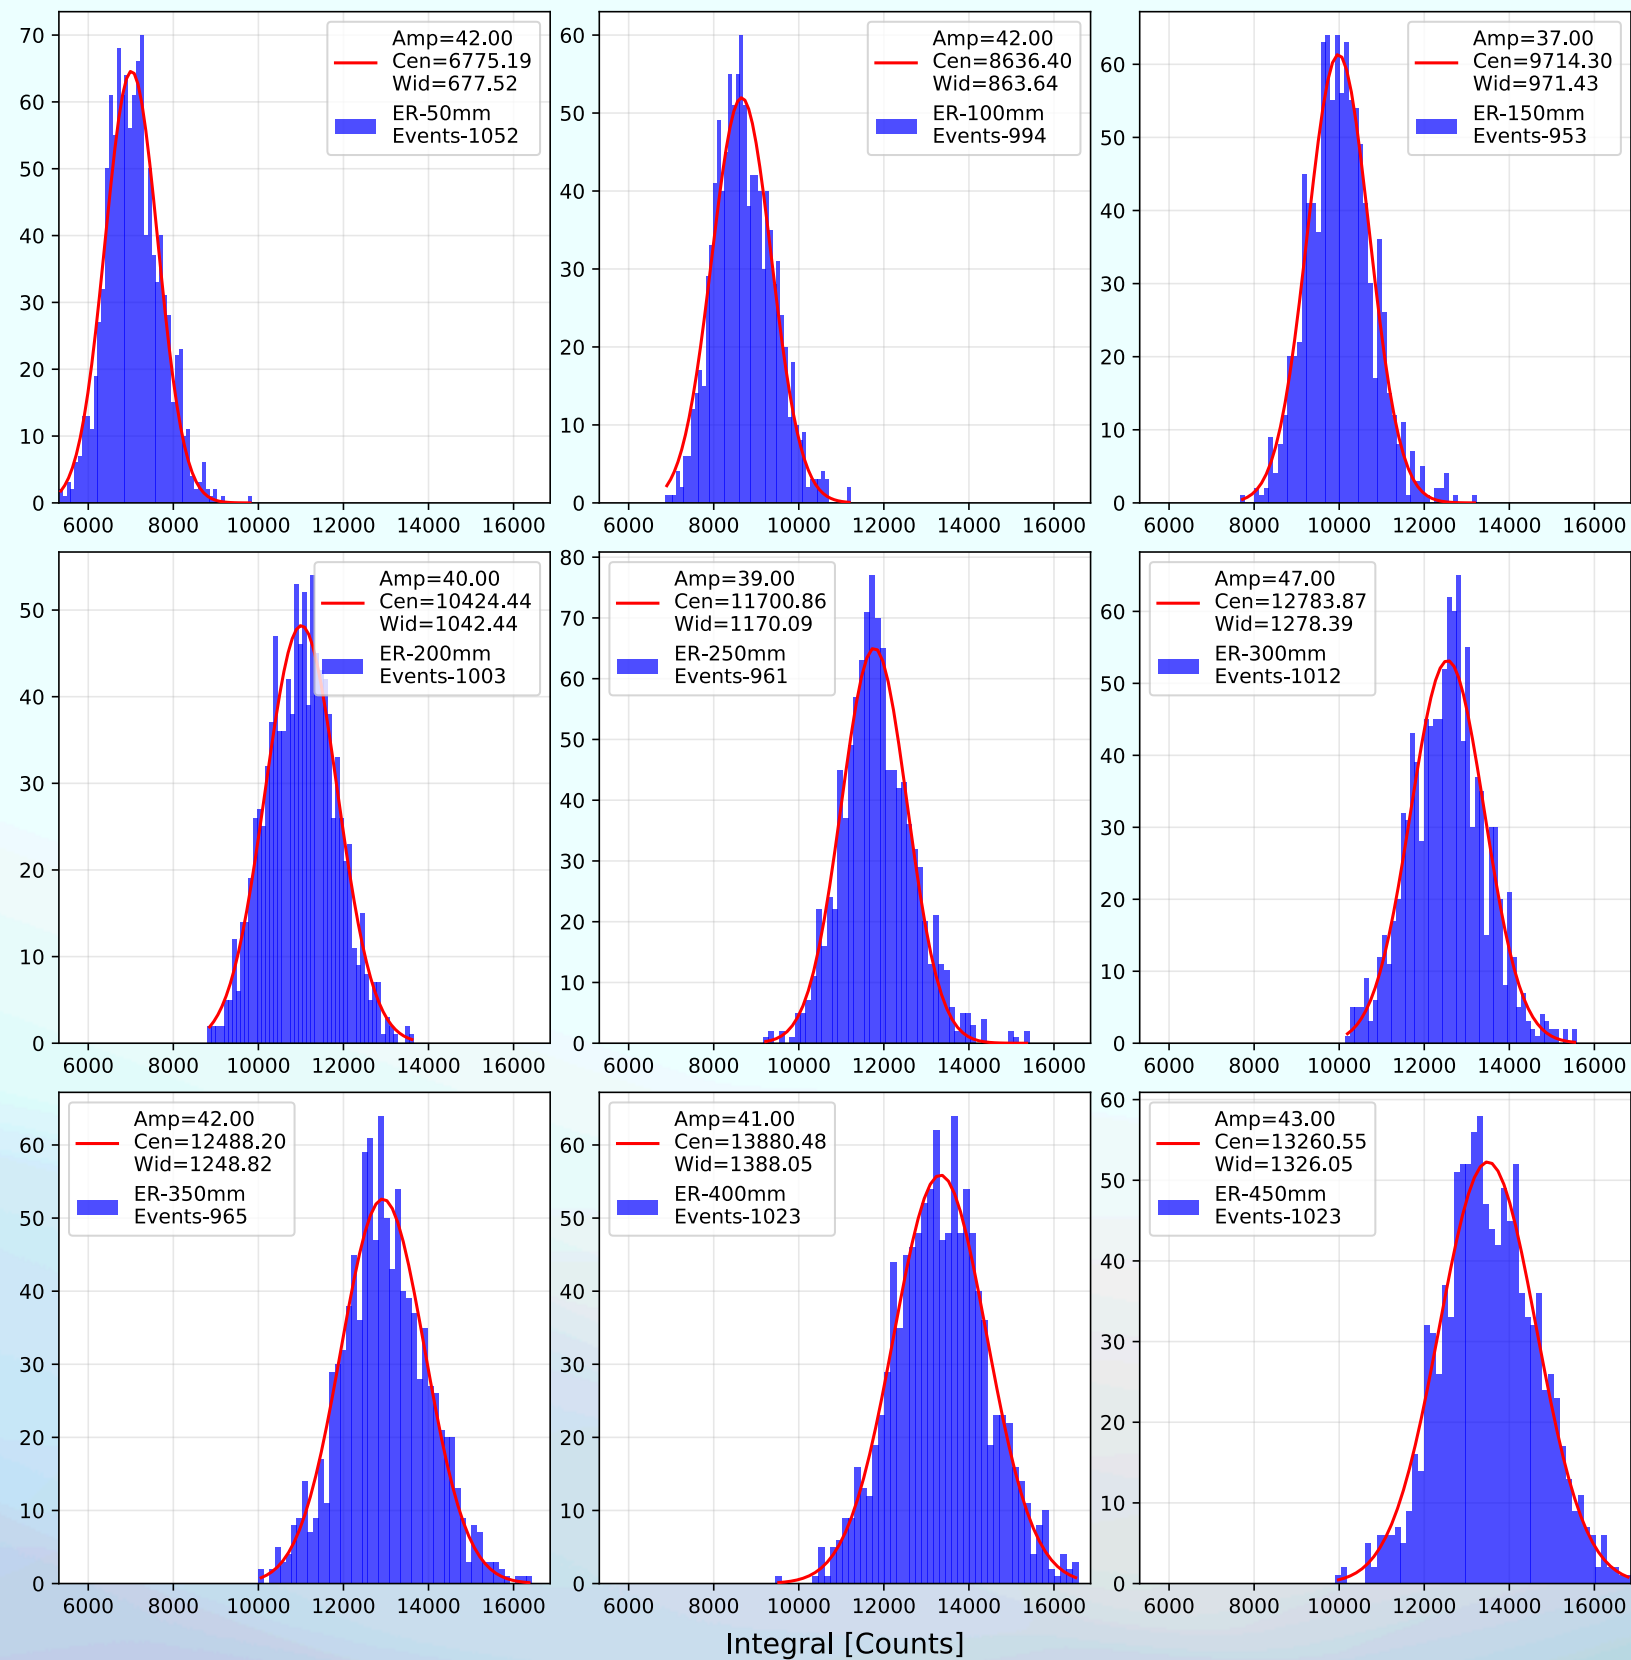 Amp=42.00
Cen=6775.19
Wid=677.52
ER-50mm
Events-1052
70
60
50
40
30
20
10
0
6000 8000 10000 12000 14000 16000
Amp=42.00
Cen=8636.40
Wid=863.64
ER-100mm
Events-994
60
50
40
30
20
10
0
6000 8000 10000 12000 14000 16000
Amp=37.00
Cen=9714.30
Wid=971.43
ER-150mm
Events-953
60
50
40
30
20
10
0
6000 8000 10000 12000 14000 16000
Amp=40.00
Cen=10424.44
Wid=1042.44
ER-200mm
Events-1003
50
40
30
20
10
0
6000 8000 10000 12000 14000 16000
Amp=39.00
Cen=11700.86
Wid=1170.09
ER-250mm
Events-961
80
70
60
50
40
30
20
10
0
6000 8000 10000 12000 14000 16000
Amp=47.00
Cen=12783.87
Wid=1278.39
ER-300mm
Events-1012
60
50
40
30
20
10
0
6000 8000 10000 12000 14000 16000
Amp=42.00
Cen=12488.20
Wid=1248.82
ER-350mm
Events-965
60
50
40
30
20
10
0
6000 8000 10000 12000 14000 16000
Amp=41.00
Cen=13880.48
Wid=1388.05
ER-400mm
Events-1023
60
50
40
30
20
10
0
6000 8000 10000 12000 14000 16000
Amp=43.00
Cen=13260.55
Wid=1326.05
ER-450mm
Events-1023
60
50
40
30
20
10
0
6000 8000 10000 12000 14000 16000
Integral [Counts]